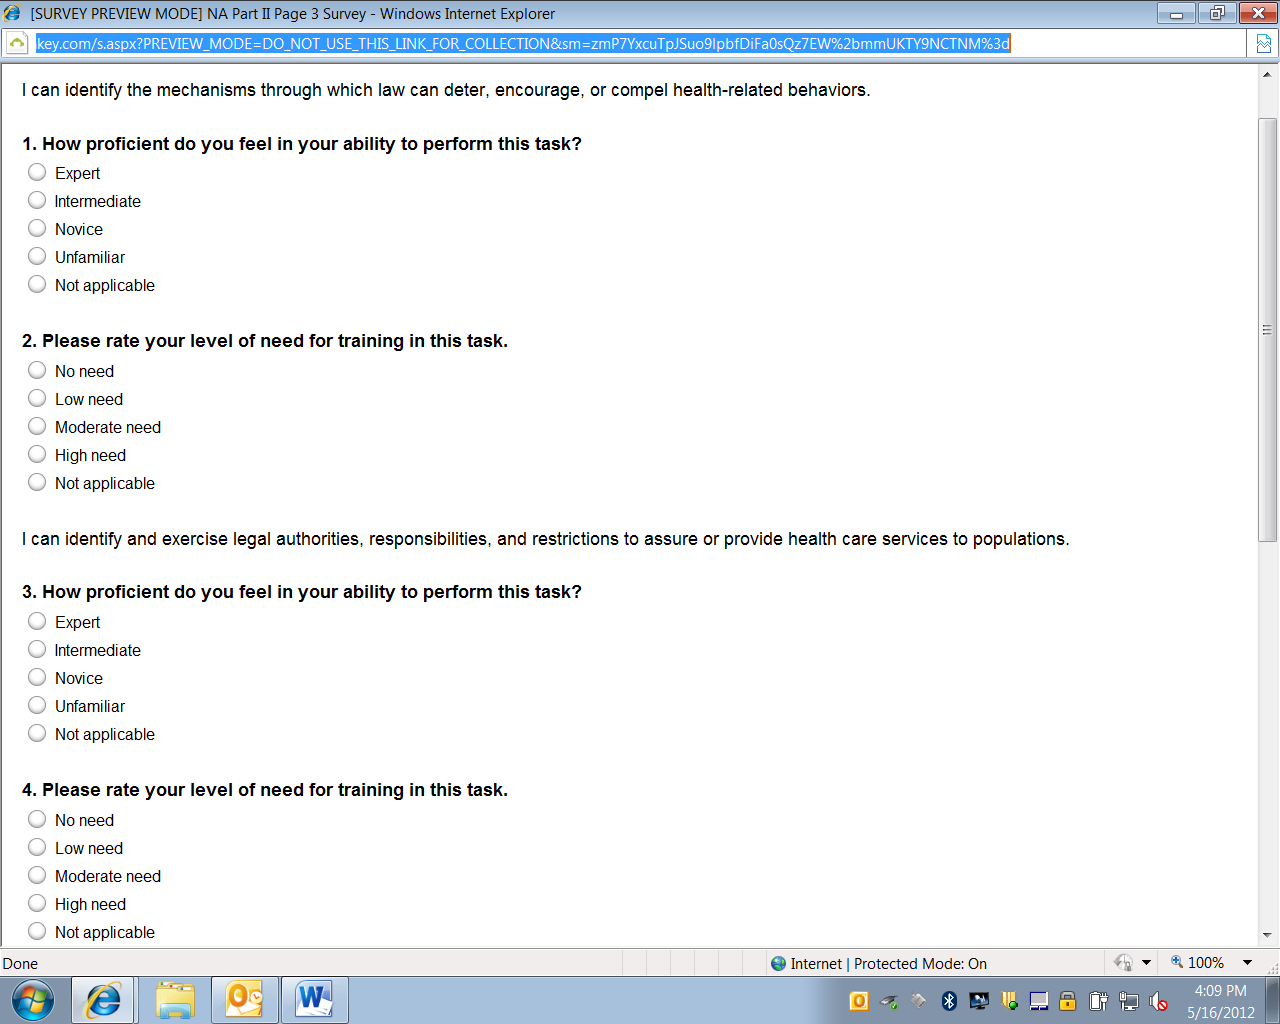 [SURVEY PREVIEW MODE] NA Part II Page 3 Survey - Windows Internet Explorer
key.com/s.aspx?PREVIEW_MODE=DO_NOT_USE_THIS_LINK_FOR_COLLECTION&sm=zmP7YxcuTpJSuo9IpbfDiFa0sQz7EW%2bmmUKTY9NCTNM%3d
I can identify the mechanisms through which law can deter, encourage, or compel health-related behaviors.
1. How proficient do you feel in your ability to perform this task?
Expert
Intermediate
Novice
Unfamiliar
Not applicable
2. Please rate your level of need for training in this task.
No need
Low need
Moderate need
High need
Not applicable
I can identify and exercise legal authorities, responsibilities, and restrictions to assure or provide health care services to populations.
3. How proficient do you feel in your ability to perform this task?
Expert
Intermediate
Novice
Unfamiliar
Not applicable
4. Please rate your level of need for training in this task.
No need
Low need
Moderate need
High need
Not applicable
Done
Internet | Protected Mode: On
100%
4:09 PM
5/16/2012